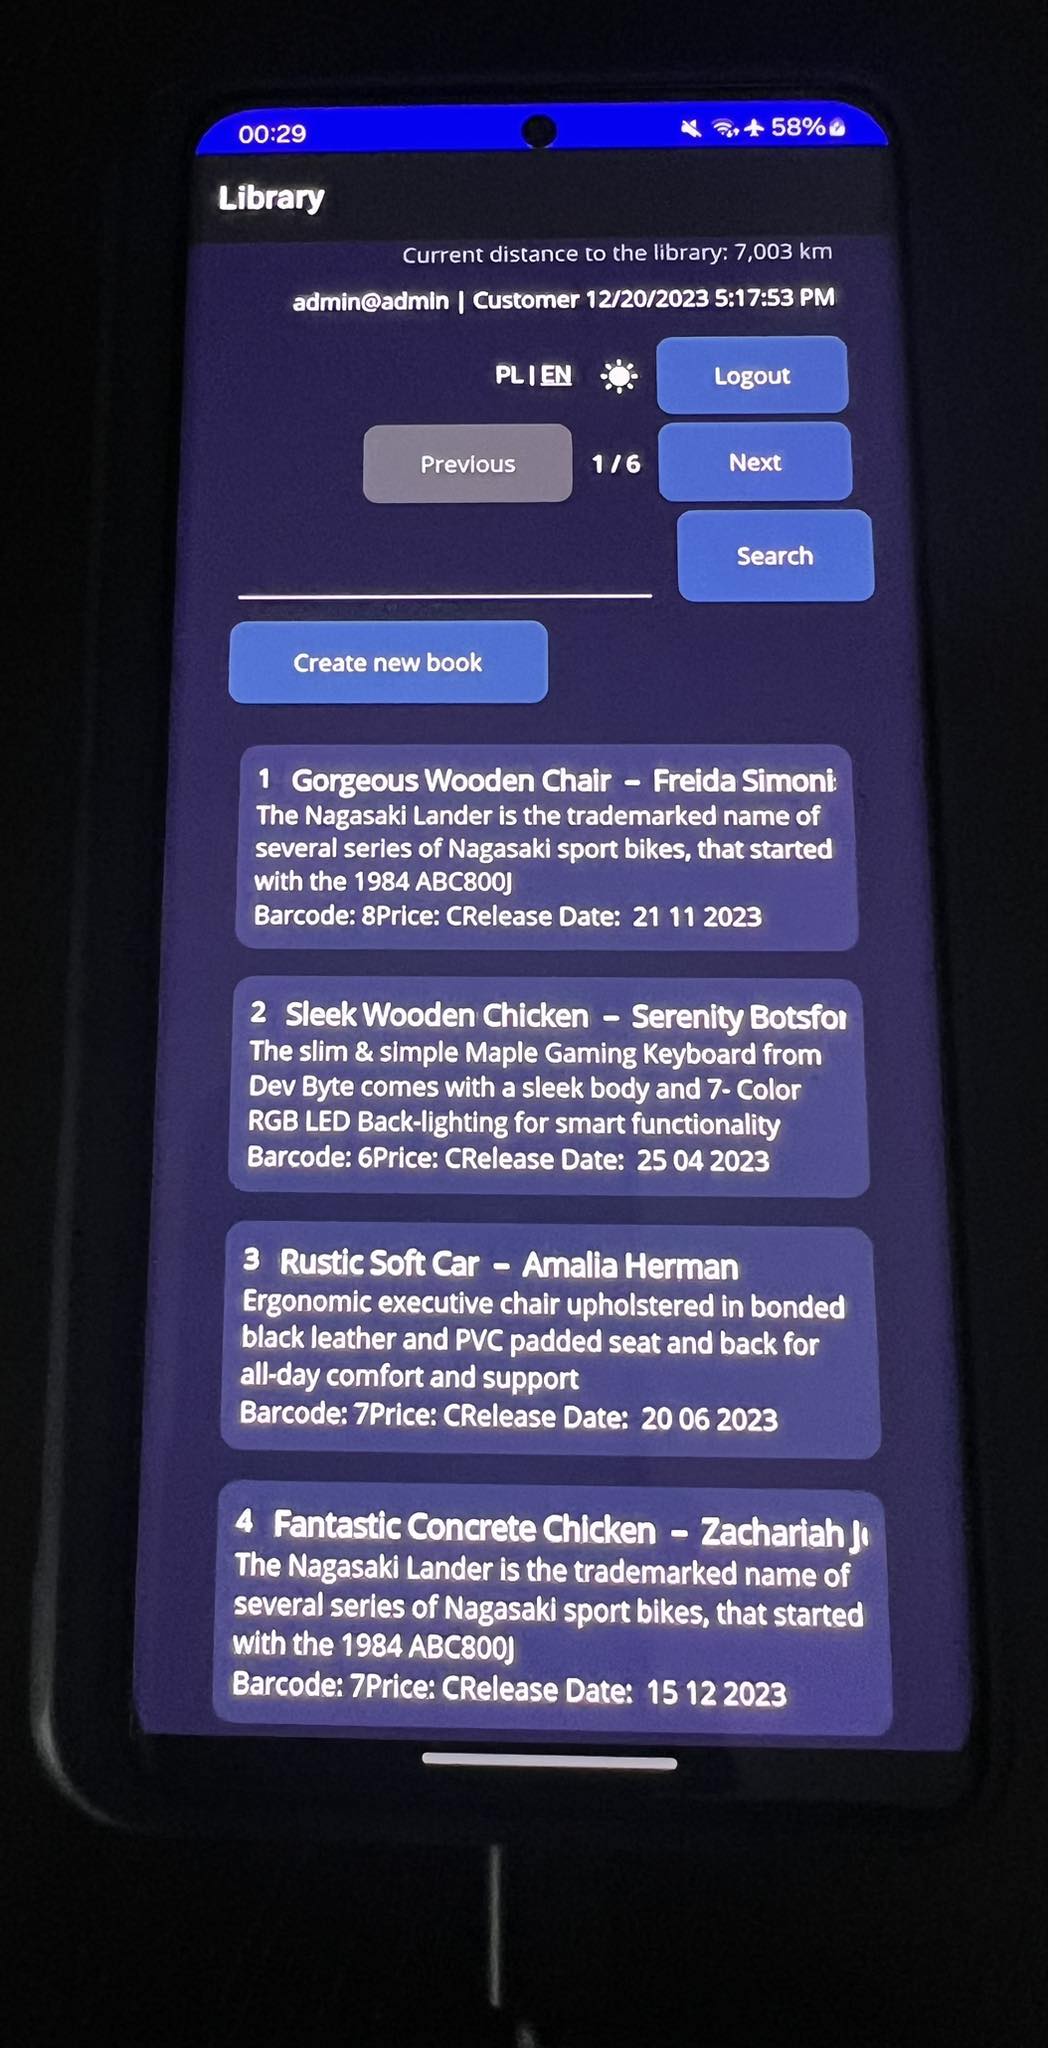 00:29 58%
Library
Current distance to the library: 7,003 km
admin@admin | Customer 12/20/2023 5:17:53 PM
PL | EN Logout
Previous 1 / 6 Next
Search
Create new book
1 Gorgeous Wooden Chair – Freida
The Nagasaki Lander is the trademarked name of
several series of Nagasaki sport bikes, that started
with the 1984 ABC800J
Barcode: 8Price: CRelease Date: 21 11 2023
2 Sleek Wooden Chicken – Serenity
The slim & simple Maple Gaming Keyboard from
Dev Byte comes with a sleek body and 7- Color
RGB LED Back-lighting for smart functionality
Barcode: 6Price: CRelease Date: 25 04 2023
3 Rustic Soft Car – Amalia Herman
Ergonomic executive chair upholstered in bonded
black leather and PVC padded seat and back for
all-day comfort and support
Barcode: 7Price: CRelease Date: 20 06 2023
4 Fantastic Concrete Chicken – Zachariah
The Nagasaki Lander is the trademarked name of
several series of Nagasaki sport bikes, that started
with the 1984 ABC800J
Barcode: 7Price: CRelease Date: 15 12 2023